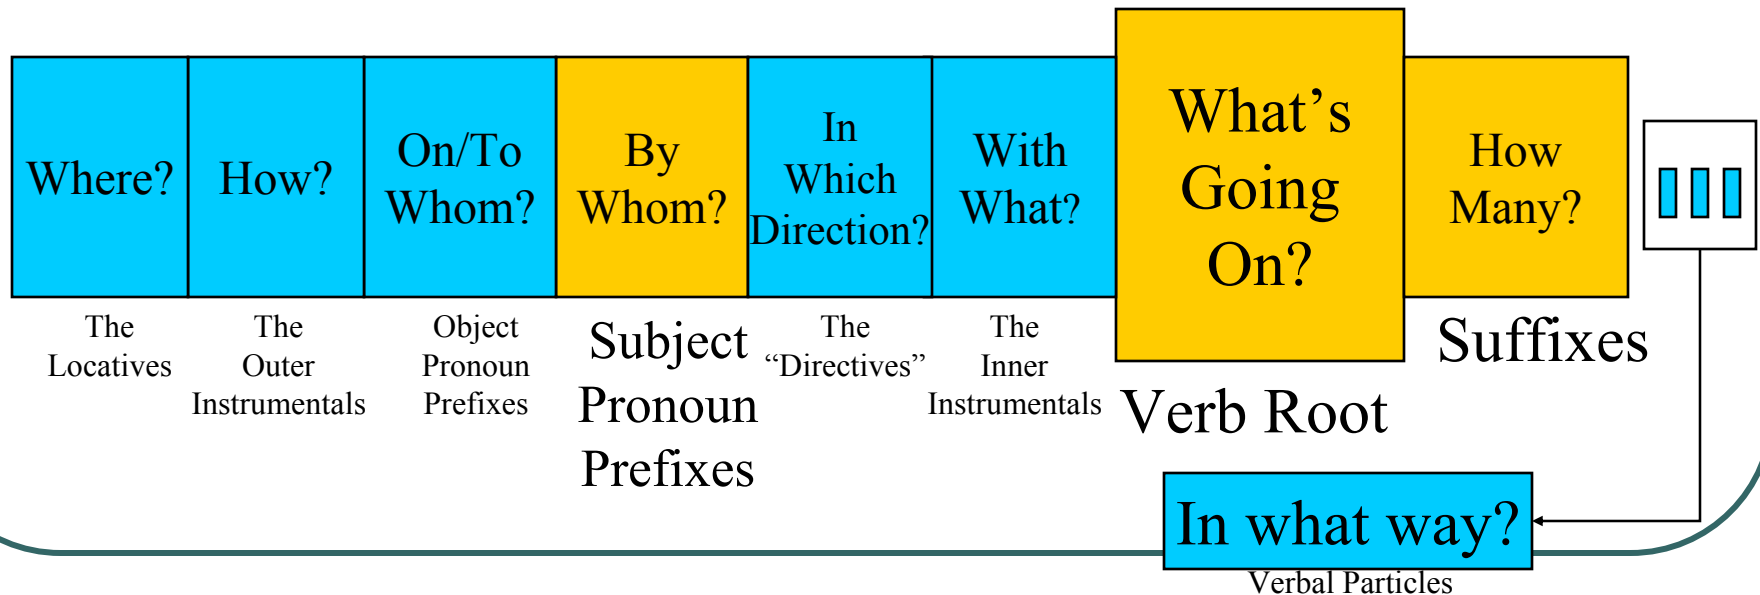 Where?
How?
On/To
Whom?
By
Whom?
In
Which
Direction?
With
What?
What’s
Going
On?
How
Many?
The
Locatives
The
Outer
Instrumentals
Object
Pronoun
Prefixes
Subject
Pronoun
Prefixes
The
“Directives”
The
Inner
Instrumentals
Verb Root
Suffixes
In what way?
Verbal Particles